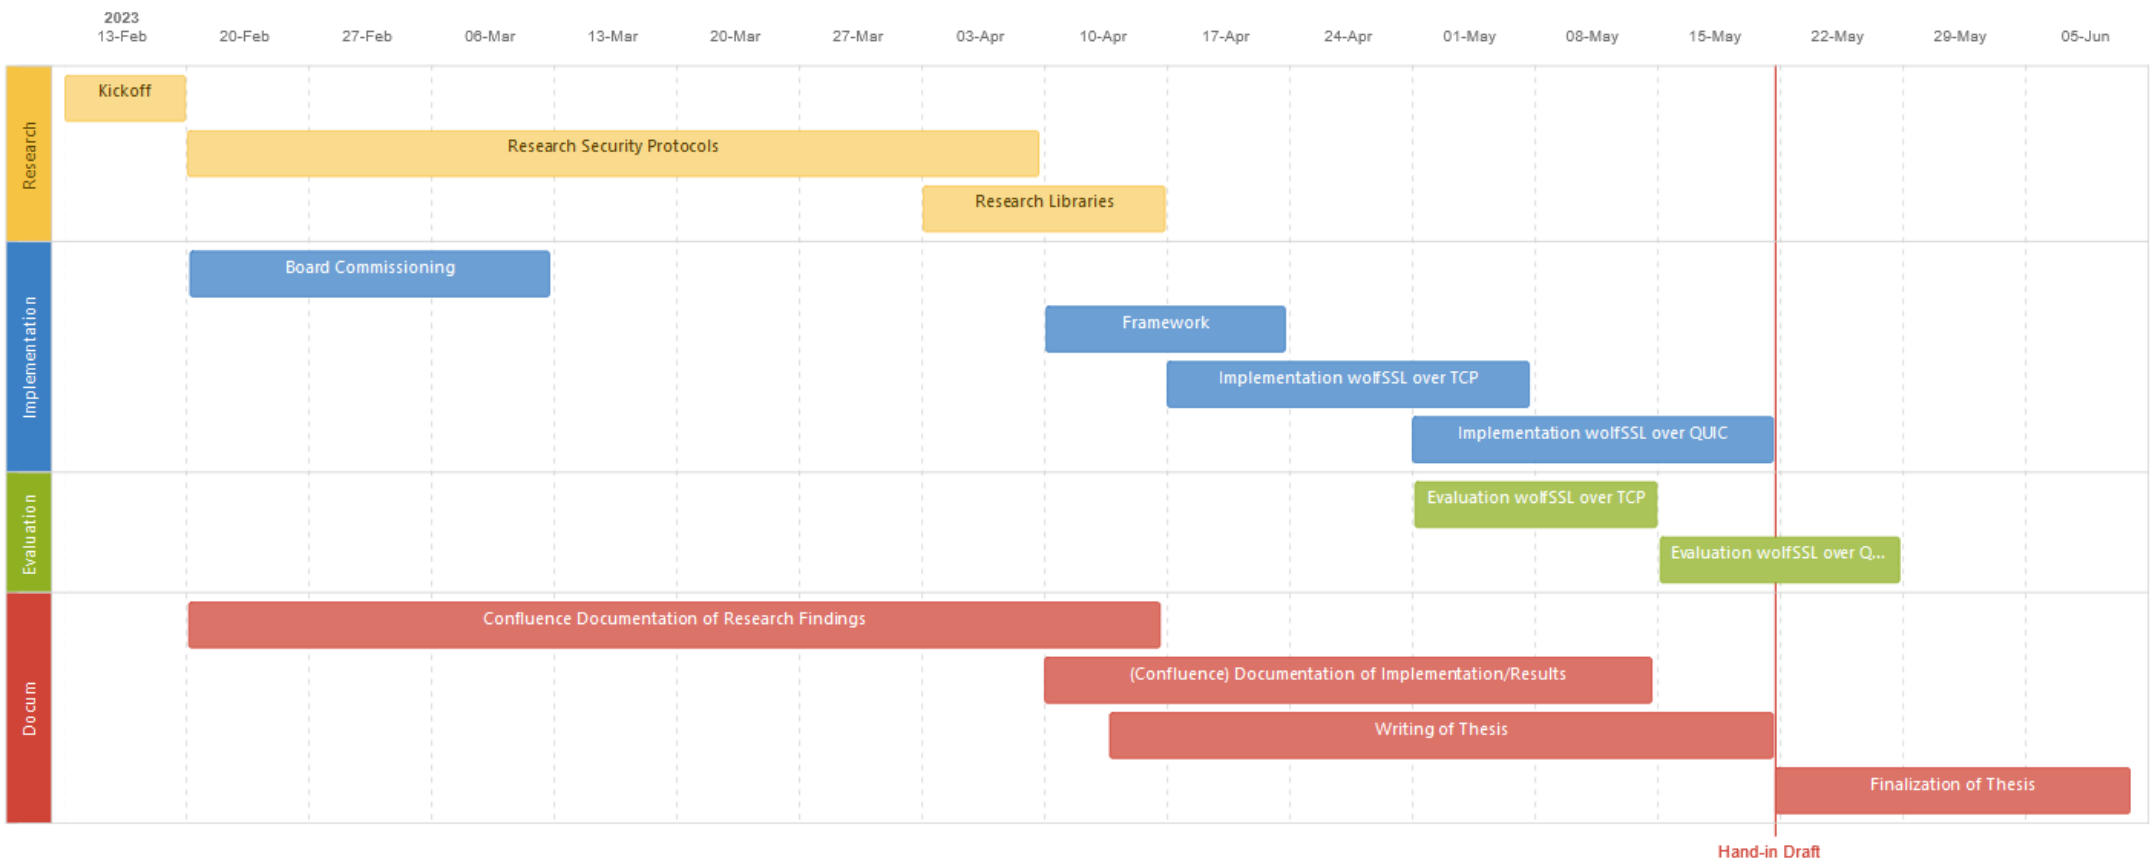 2023
13-Feb 20-Feb 27-Feb 06-Mar 13-Mar 20-Mar 27-Mar 03-Apr 10-Apr 17-Apr 24-Apr 01-May 08-May 15-May 22-May 29-May 05-Jun
Research
Kickoff
Research Security Protocols
Research Libraries
Implementation
Board Commissioning
Framework
Implementation wolfSSL over TCP
Implementation wolfSSL over QUIC
Evaluation
Evaluation wolfSSL over TCP
Evaluation wolfSSL over Q...
Docum
Confluence Documentation of Research Findings
(Confluence) Documentation of Implementation/Results
Writing of Thesis
Finalization of Thesis
Hand-in Draft